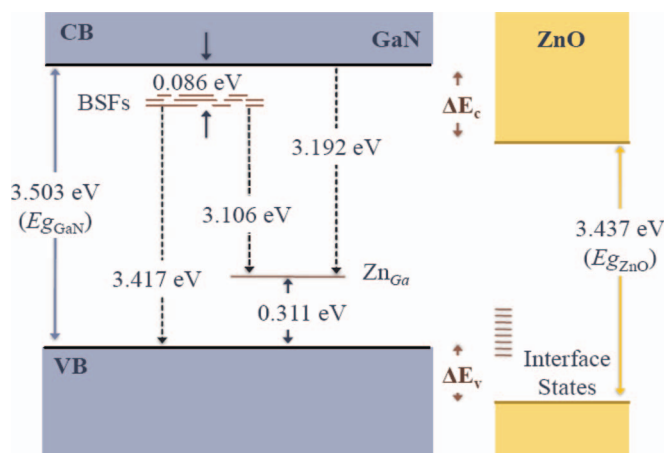 CB
GaN
ZnO
0.086 eV
BSFs
ΔEc
3.192 eV
3.503 eV
(EgGaN)
3.106 eV
3.437 eV
(EgZnO)
3.417 eV
ZnGa
0.311 eV
VB
ΔEv
Interface
States